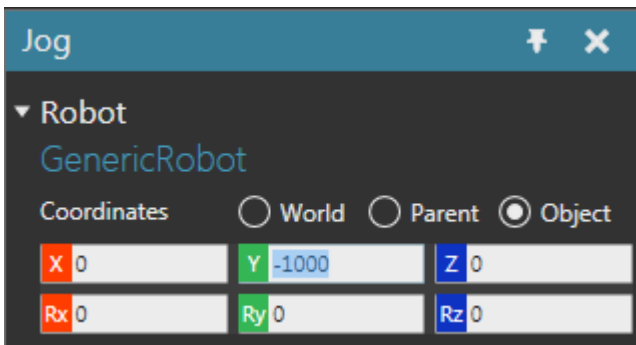 Jog
Robot
GenericRobot
Coordinates World Parent Object
X 0 Y -1000 Z 0
Rx 0 Ry 0 Rz 0